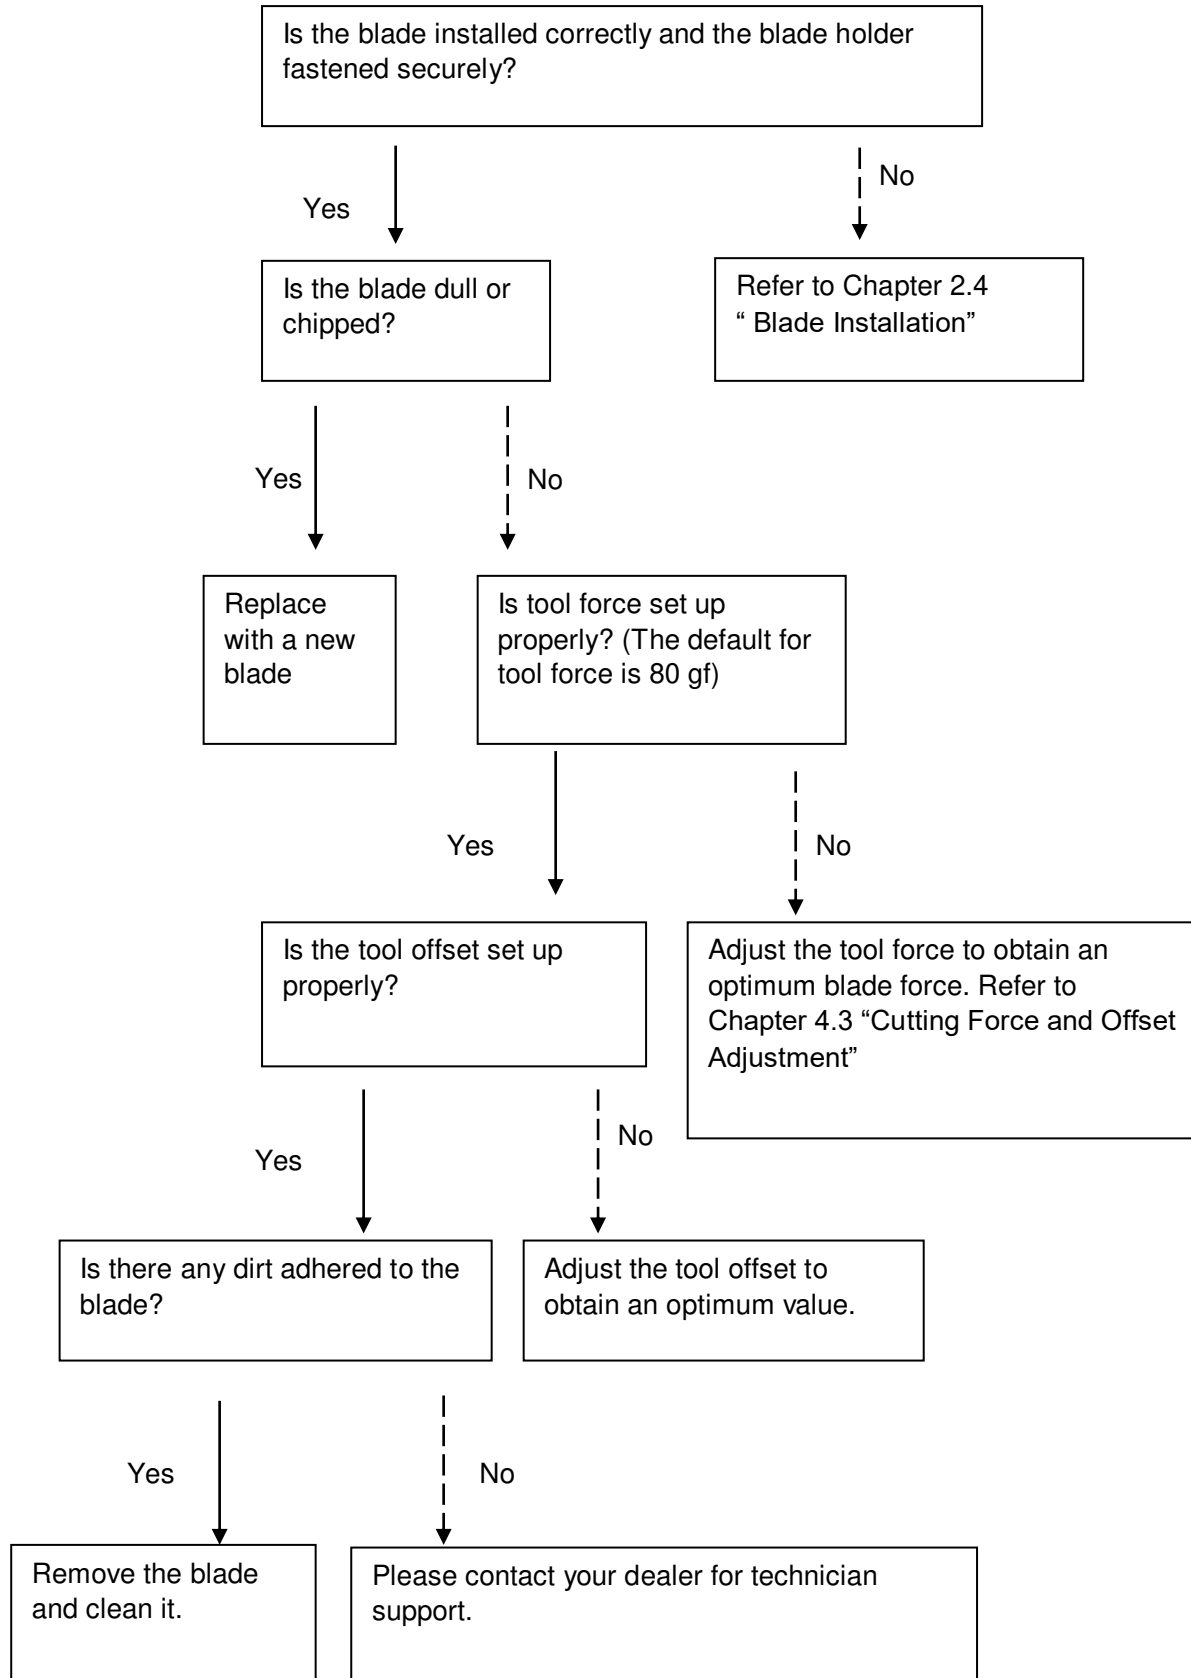 Is the blade installed correctly and the blade holder
fastened securely?
Yes
No
Is the blade dull or
chipped?
Refer to Chapter 2.4
“ Blade Installation”
Yes
No
Replace
with a new
blade
Is tool force set up
properly? (The default for
tool force is 80 gf)
Yes
No
Is the tool offset set up
properly?
Adjust the tool force to obtain an
optimum blade force. Refer to
Chapter 4.3 “Cutting Force and Offset
Adjustment”
Yes
No
Is there any dirt adhered to the
blade?
Adjust the tool offset to
obtain an optimum value.
Yes
No
Remove the blade
and clean it.
Please contact your dealer for technician
support.